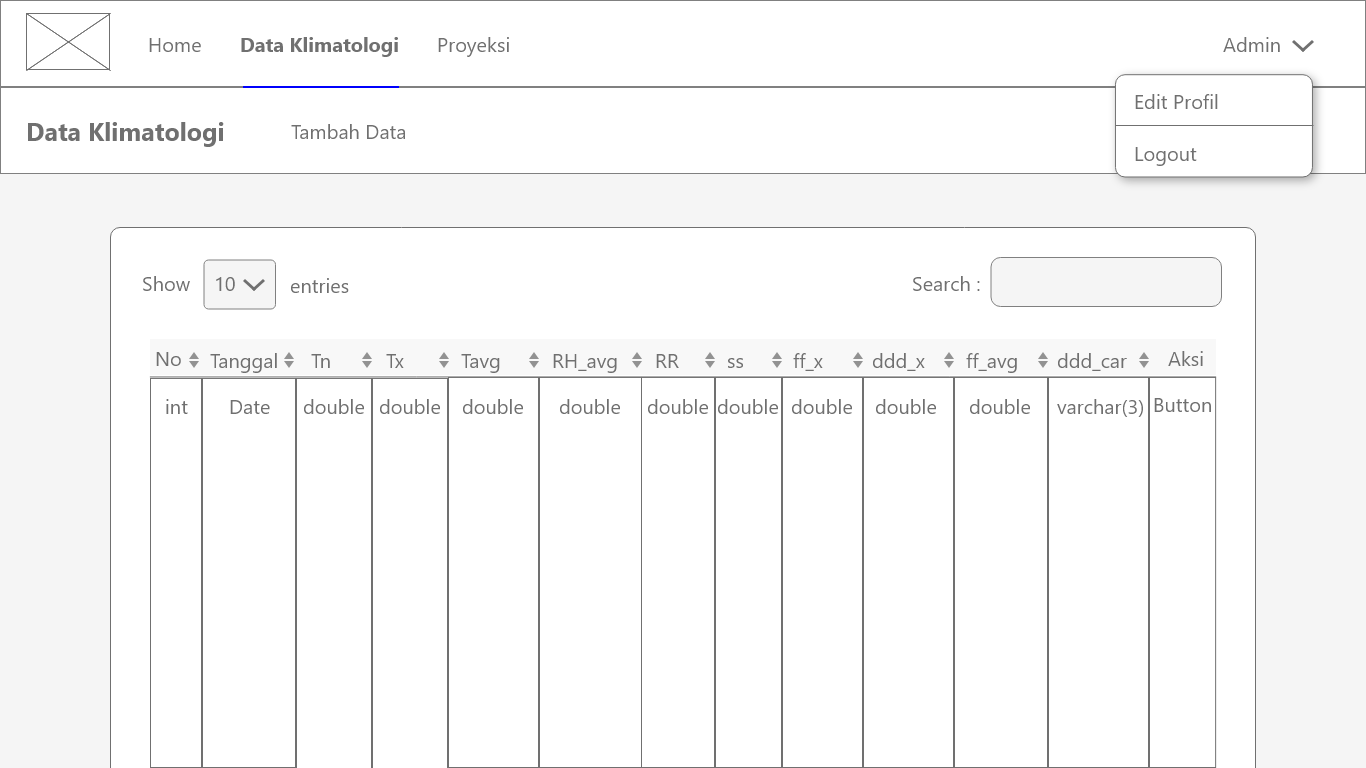 Home Data Klimatologi Proyeksi Admin
Edit Profil
Data Klimatologi Tambah Data
Logout
Show 10 entries Search :
No Tanggal Tn Tx Tavg RH_avg RR ss ff_x ddd_x ff_avg ddd_car Aksi
int Date double double double double double double double double double varchar(3) Button